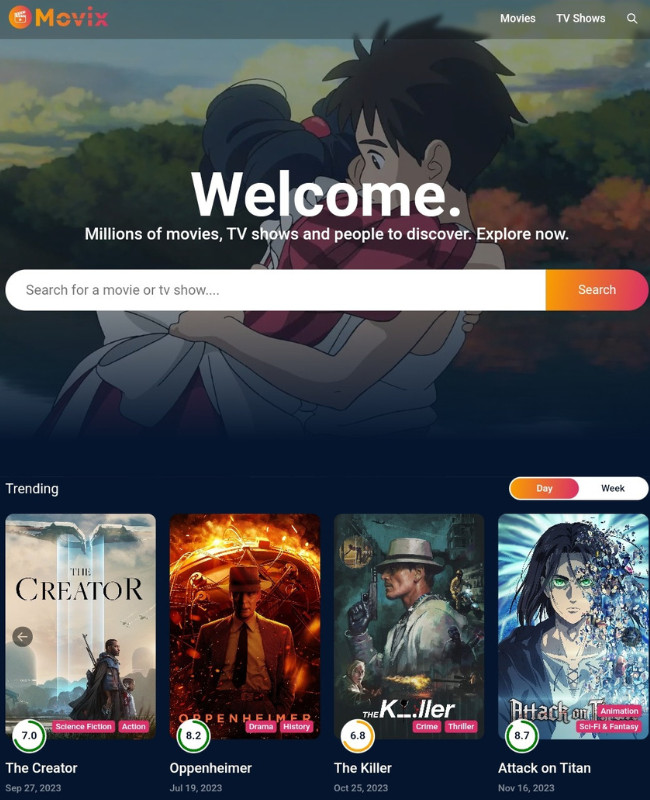 Movix
Movies TV Shows
Welcome.
Millions of movies, TV shows and people to discover. Explore now.
Search for a movie or tv show.... Search
Trending Day Week
THE
CREATOR
7.0 Science Fiction Action
The Creator
Sep 27, 2023
OPPENHEIMER
8.2 Drama History
Oppenheimer
Jul 19, 2023
THE K...ller
6.8 Crime Thriller
The Killer
Oct 25, 2023
Attack on
Animation
8.7 Sci-Fi & Fantasy
Attack on Titan
Nov 16, 2023